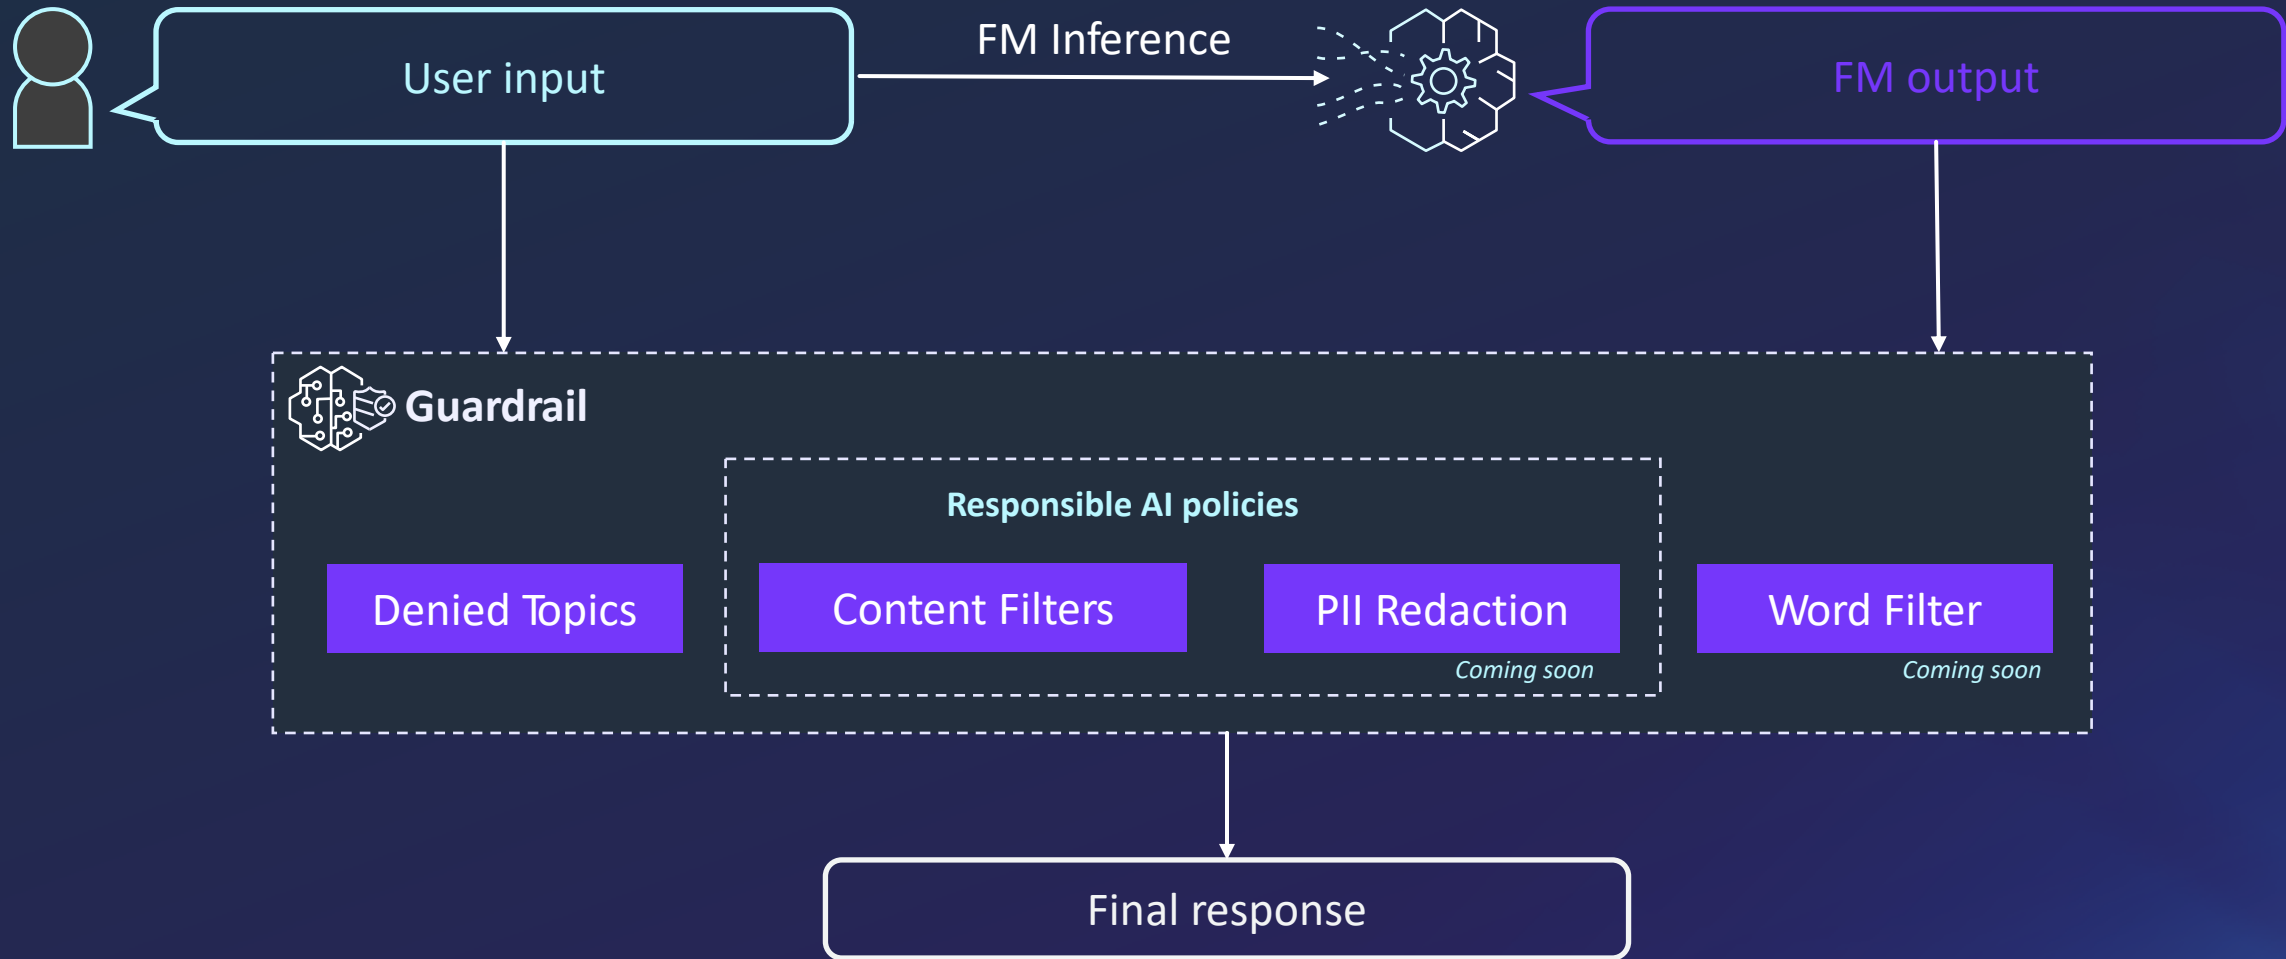 User input
FM Inference
FM output
Guardrail
Responsible AI policies
Denied Topics
Content Filters
PII Redaction
Word Filter
Coming soon
Coming soon
Final response